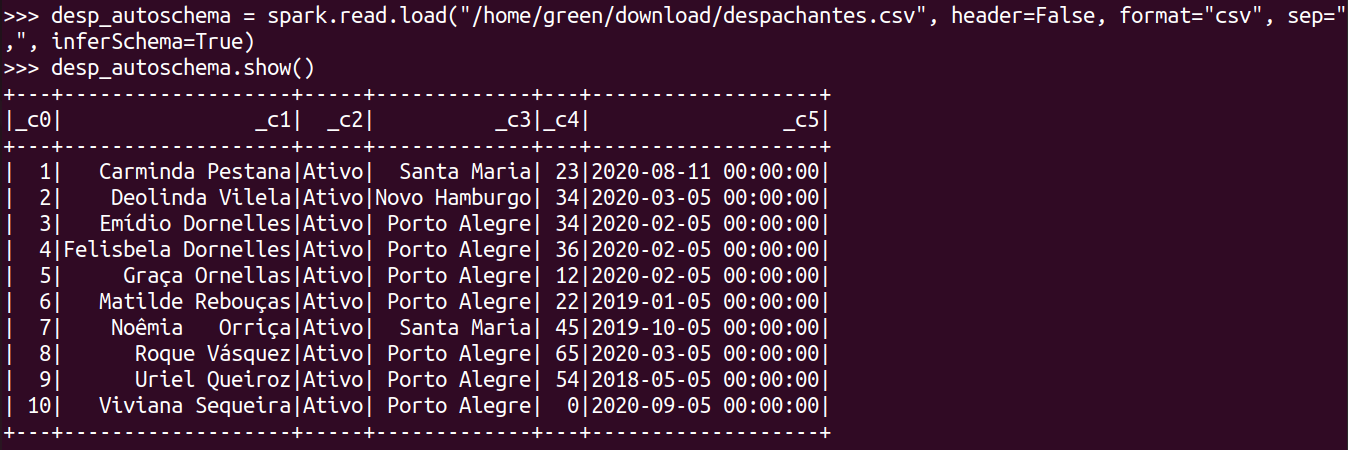 >>> desp_autoschema = spark.read.load("/home/green/download/despachantes.csv", header=False, format="csv", sep="
,", inferSchema=True)
>>> desp_autoschema.show()
+---+-------------------+-----+-------------+---+-------------------+
|_c0|                _c1|  _c2|          _c3|_c4|                _c5|
+---+-------------------+-----+-------------+---+-------------------+
|  1|   Carminda Pestana|Ativo|  Santa Maria| 23|2020-08-11 00:00:00|
|  2|    Deolinda Vilela|Ativo|Novo Hamburgo| 34|2020-03-05 00:00:00|
|  3|   Emídio Dornelles|Ativo| Porto Alegre| 34|2020-02-05 00:00:00|
|  4|Felisbela Dornelles|Ativo| Porto Alegre| 36|2020-02-05 00:00:00|
|  5|     Graça Ornellas|Ativo| Porto Alegre| 12|2020-02-05 00:00:00|
|  6|   Matilde Rebouças|Ativo| Porto Alegre| 22|2019-01-05 00:00:00|
|  7|    Noêmia   Orriça|Ativo|  Santa Maria| 45|2019-10-05 00:00:00|
|  8|      Roque Vásquez|Ativo| Porto Alegre| 65|2020-03-05 00:00:00|
|  9|      Uriel Queiroz|Ativo| Porto Alegre| 54|2018-05-05 00:00:00|
| 10|   Viviana Sequeira|Ativo| Porto Alegre|  0|2020-09-05 00:00:00|
+---+-------------------+-----+-------------+---+-------------------+